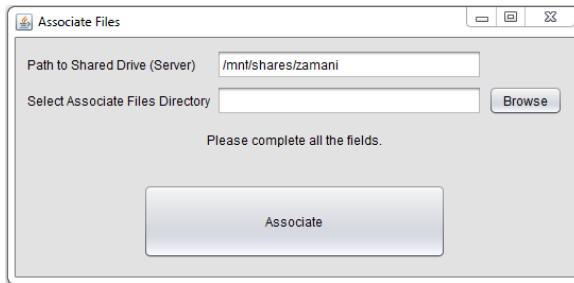 Associate Files
Path to Shared Drive (Server) /mnt/shares/zamani
Select Associate Files Directory Browse
Please complete all the fields.
Associate